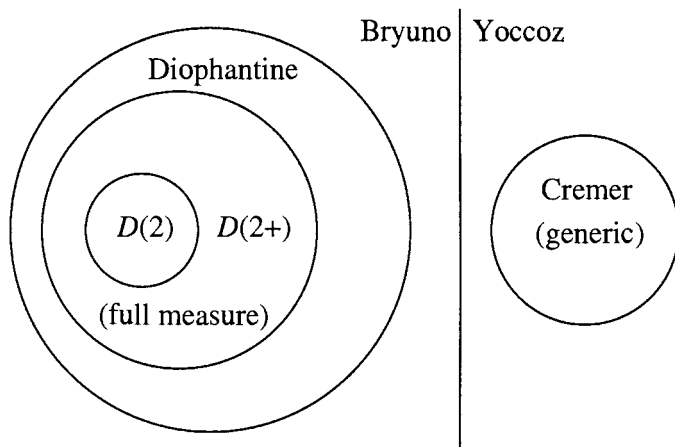 Bryuno Yoccoz
Diophantine
Cremer
(generic)
D(2) D(2+)
(full measure)